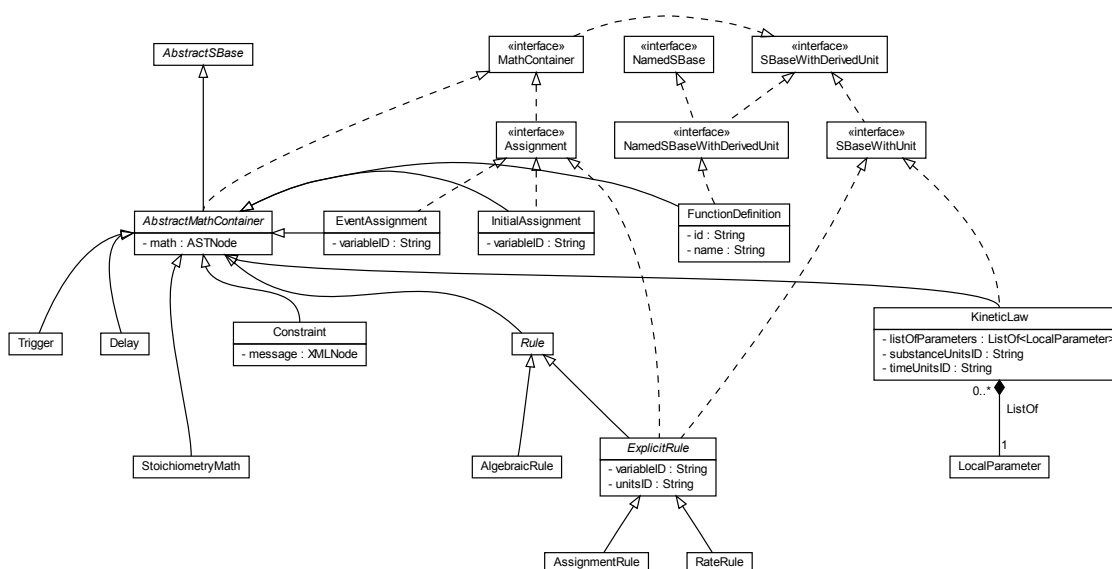 «interface»
MathContainer
«interface»
NamedSBase
«interface»
SBaseWithDerivedUnit
AbstractSBase
«interface»
Assignment
«interface»
NamedSBaseWithDerivedUnit
«interface»
SBaseWithUnit
AbstractMathContainer
- math : ASTNode
EventAssignment
- variableID : String
InitialAssignment
- variableID : String
FunctionDefinition
- id : String
- name : String
Trigger
Delay
Constraint
- message : XMLNode
Rule
KineticLaw
- listOfParameters : ListOf<LocalParameter>
- substanceUnitsID : String
- timeUnitsID : String
0..*
ListOf
1
StoichiometryMath
AlgebraicRule
ExplicitRule
- variableID : String
- unitsID : String
LocalParameter
AssignmentRule
RateRule